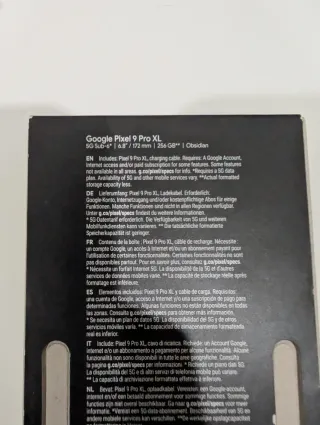 Google Pixel 9 Pro XL
5G Sub-6* | 6.8" / 172 mm | 256 GB** | Obsidian
EN Includes: Pixel 9 Pro XL, charging cable. Requires: A Google Account,
Internet access and/or paid subscription for some features. Some features
not available in all areas. g.co/pixel/specs for info. *Requires a 5G data
plan. Availability of 5G and other mobile services vary. **Actual formatted
storage capacity less.
DE Lieferumfang: Pixel 9 Pro XL, Ladekabel. Erforderlich:
Google-Konto, Internetzugang und/oder kostenpflichtige Abos für einige
Funktionen. Manche Funktionen sind nicht in allen Regionen verfügbar.
Unter g.co/pixel/specs findest du weitere Informationen.
* 5G-Datentarif erforderlich. Die Verfügbarkeit von 5G und weiteren
Mobilfunkdiensten kann variieren. ** Die tatsächliche formatierte
Speicherkapazität ist geringer.
FR Contenu de la boîte : Pixel 9 Pro XL, câble de recharge. Nécessite
un compte Google, un accès à Internet et/ou un abonnement payant pour
l'utilisation de certaines fonctionnalités. Certaines fonctionnalités ne sont
pas disponibles partout. Pour en savoir plus, consultez : g.co/pixel/specs
* Nécessite un forfait Internet 5G. La disponibilité de la 5G et d'autres
services de données mobiles varie. ** La capacité de stockage réelle après
formatage est inférieure.
ES Elementos incluidos: Pixel 9 Pro XL y cable de carga. Requisitos:
una cuenta de Google, acceso a Internet y/o una suscripción de pago para
determinadas funciones. Algunas funciones no están disponibles en todas
las zonas. Consulta g.co/pixel/specs para obtener más información.
* Se necesita un plan de datos 5G. La disponibilidad del 5G y de otros
servicios móviles varía. ** La capacidad de almacenamiento con formato
real es inferior.
IT Include: Pixel 9 Pro XL, cavo di ricarica. Richiede: un Account Google,
Internet e/o un abbonamento a pagamento per alcune funzionalità. Alcune
funzionalità non sono disponibili in tutte le aree geografiche. Consulta
g.co/pixel/specs per informazioni. * Richiede un piano dati 5G.
La disponibilità del 5G e di altri servizi mobili può variare. ** La
capacità di archiviazione formattata effettiva è inferiore.
NL Bevat: Pixel 9 Pro XL, oplaadkabel. Vereisten: een Google-account,
internettoegang en/of een betaald abonnement voor sommige functies. Sommige
functies zijn niet overal beschikbaar. Ga naar g.co/pixel/specs voor meer
informatie. *Vereist een 5G-data-abonnement. Beschikbaarheid van 5G